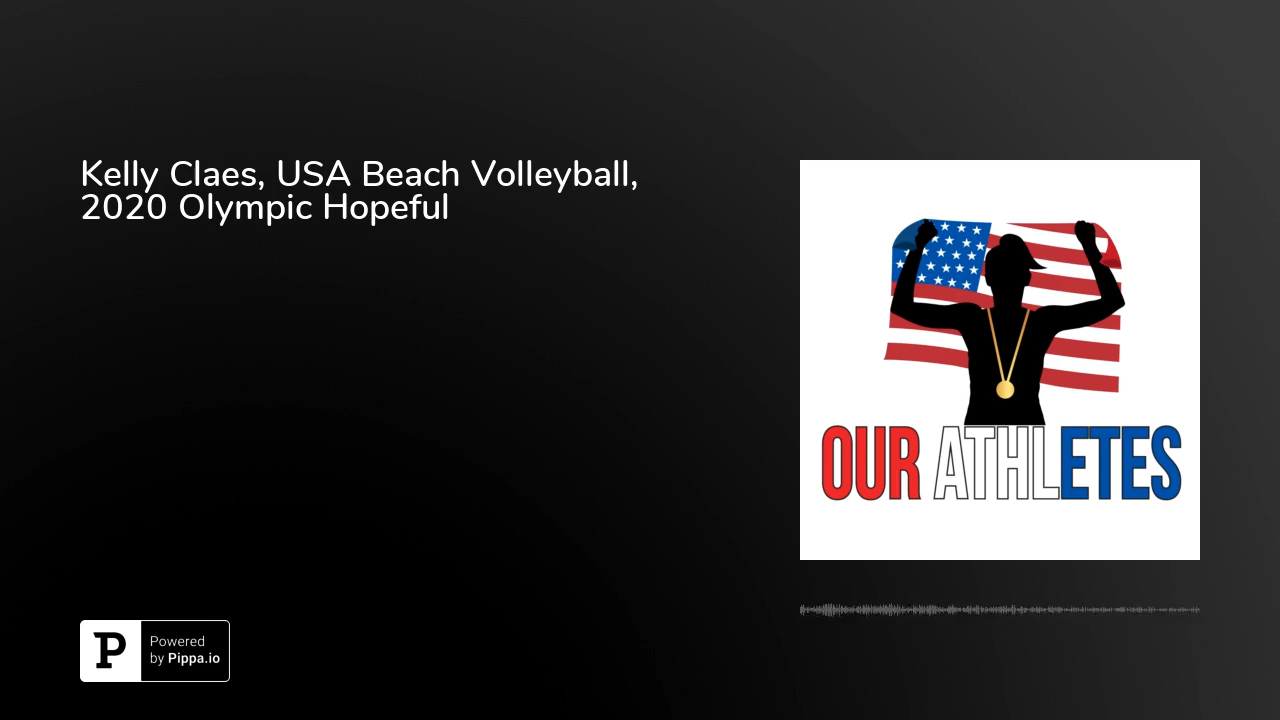 Kelly Claes, USA Beach Volleyball,
2020 Olympic Hopeful
OUR ATHLETES
P
Powered
by Pippa.io